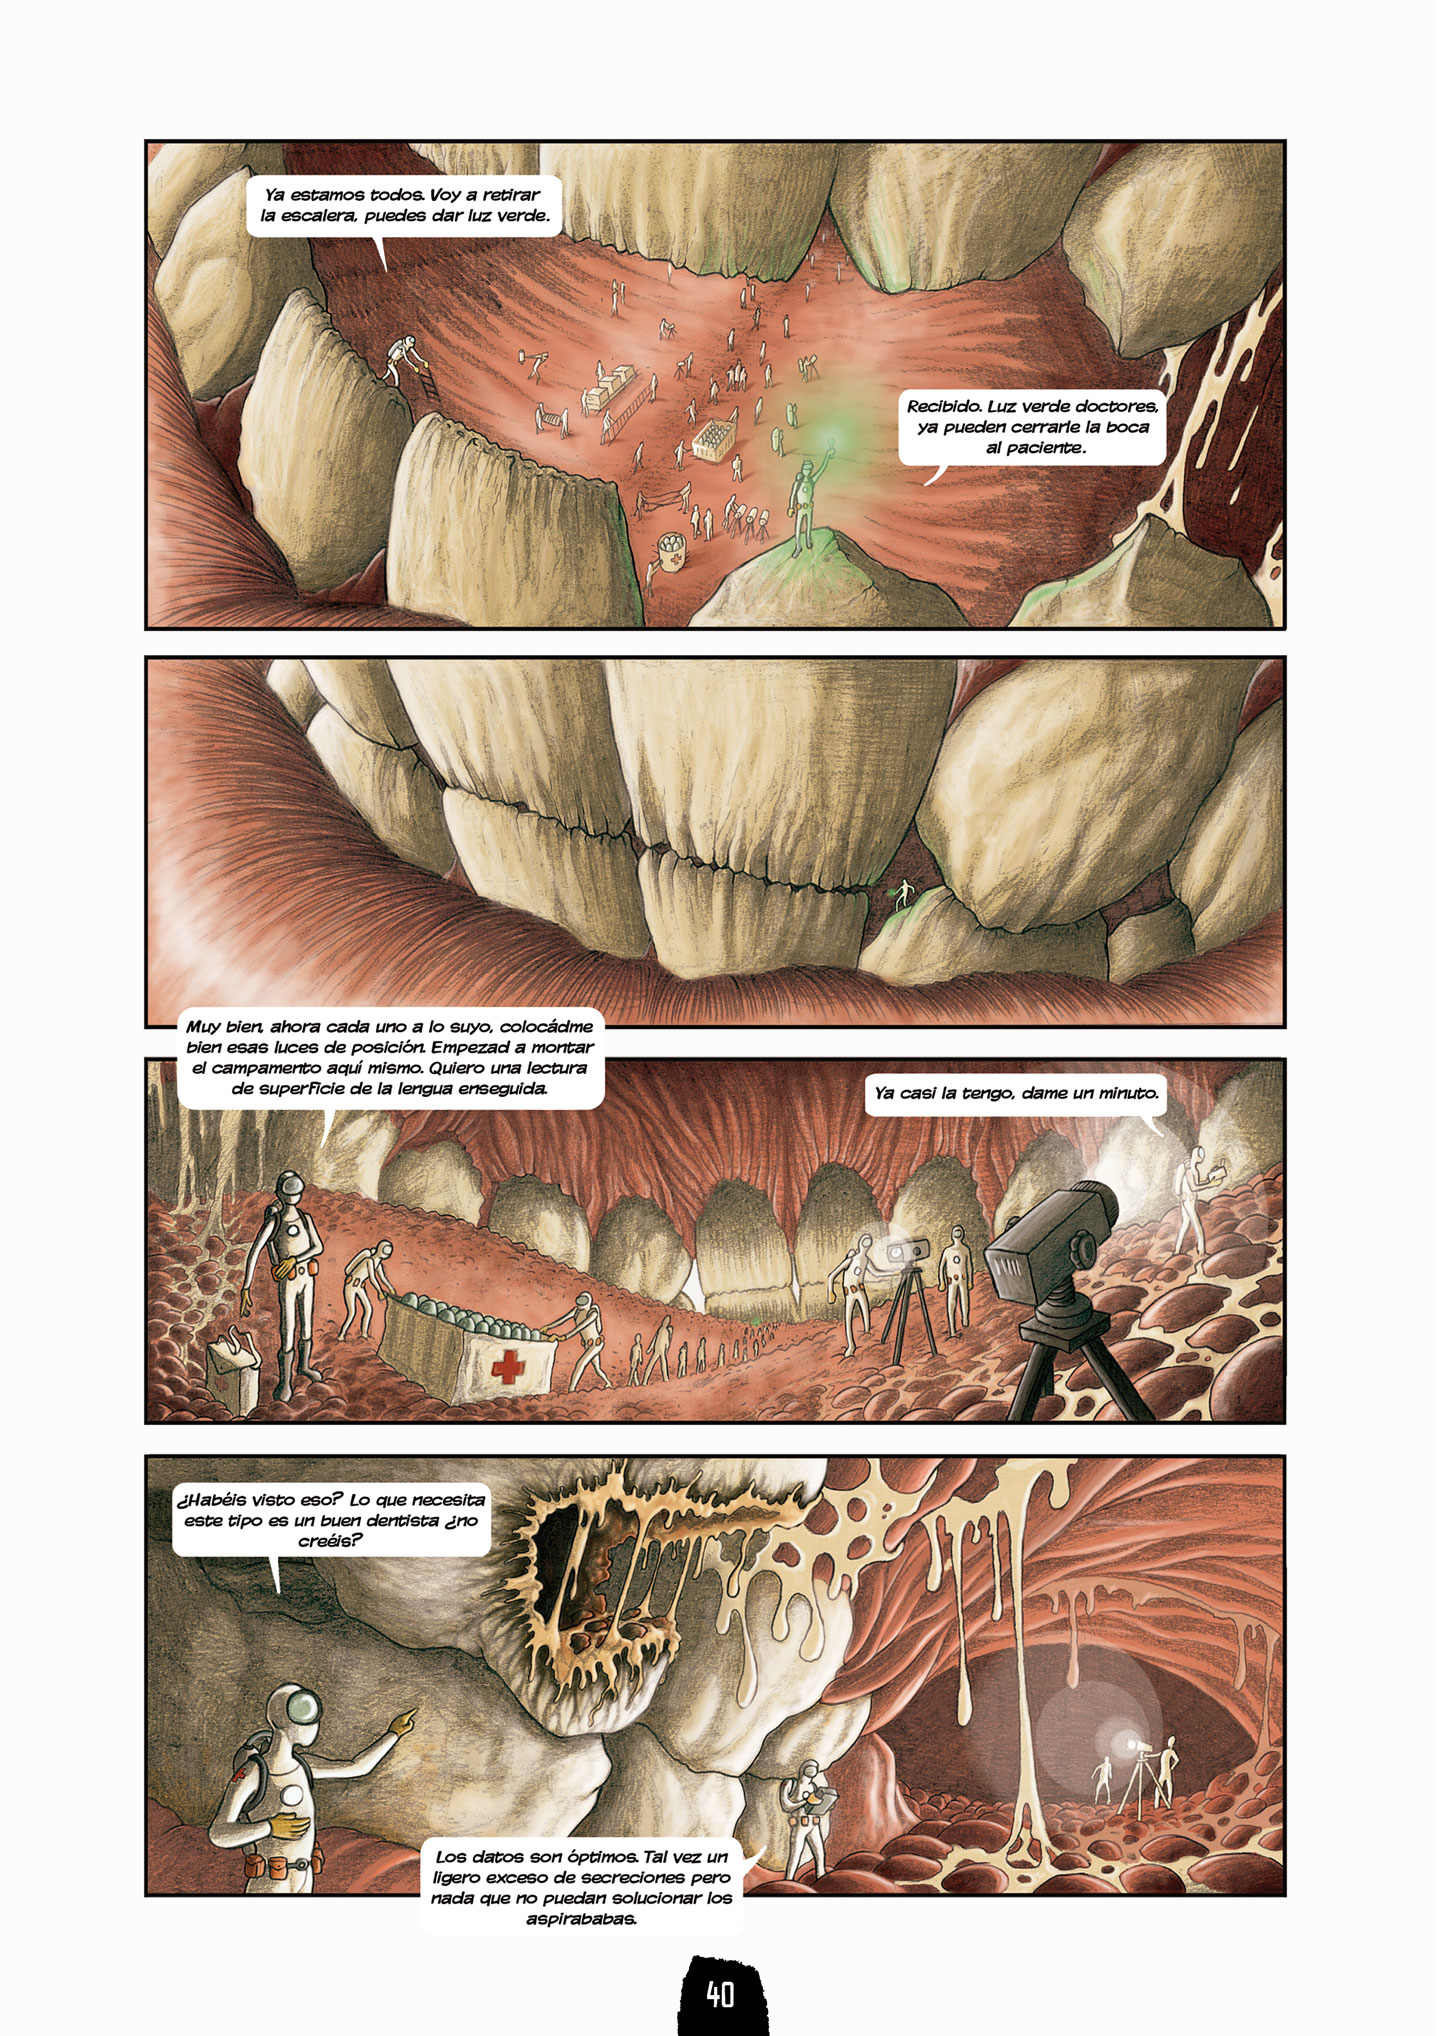 Ya estamos todos. Voy a retirar
la escalera, puedes dar luz verde.
Recibido. Luz verde doctores,
ya pueden cerrarle la boca
al paciente.
Muy bien, ahora cada uno a lo suyo, colocádme
bien esas luces de posición. Empezad a montar
el campamento aquí mismo. Quiero una lectura
de superficie de la lengua enseguida.
Ya casi la tengo, dame un minuto.
¿Habéis visto eso? Lo que necesita
este tipo es un buen dentista ¿no
creéis?
Los datos son óptimos. Tal vez un
ligero exceso de secreciones pero
nada que no puedan solucionar los
aspirababas.
40